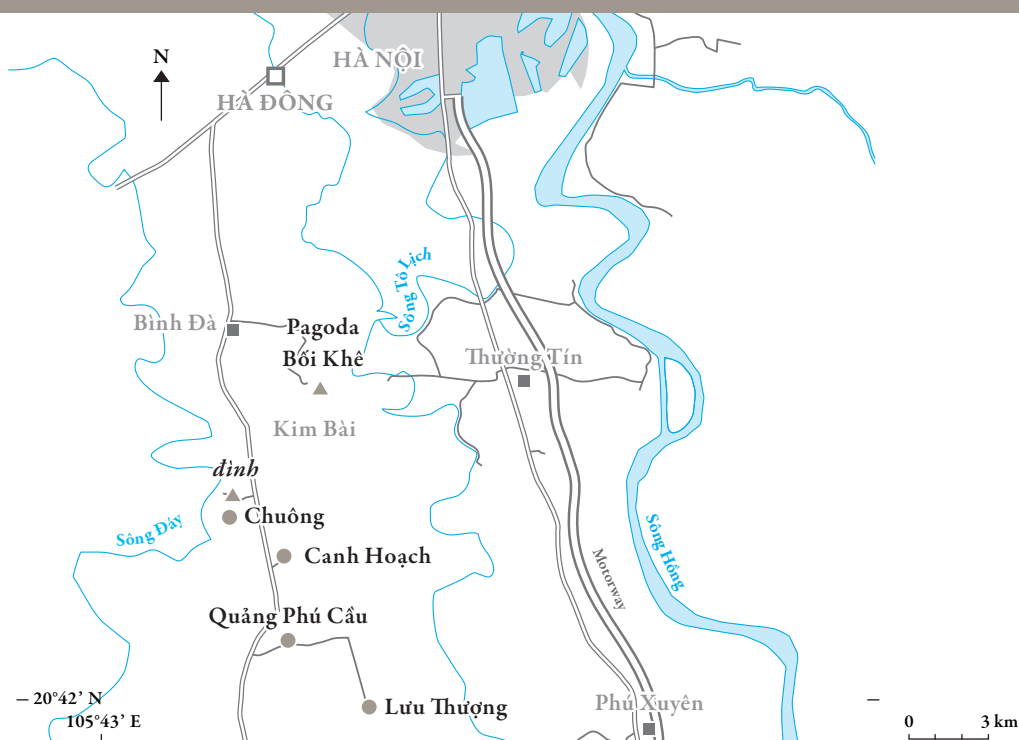 N
HÀ NỘI
HÀ ĐÔNG
Sông Tô Lịch
Bình Đà
Pagoda
Bối Khê
Thường Tín
Kim Bài
đình
Chuông
Sông Đáy
Canh Hoạch
Sông Hồng
Motorway
Quảng Phú Cầu
Lưu Thượng
Phú Xuyên
20°42’ N
105°43’ E
0 3 km